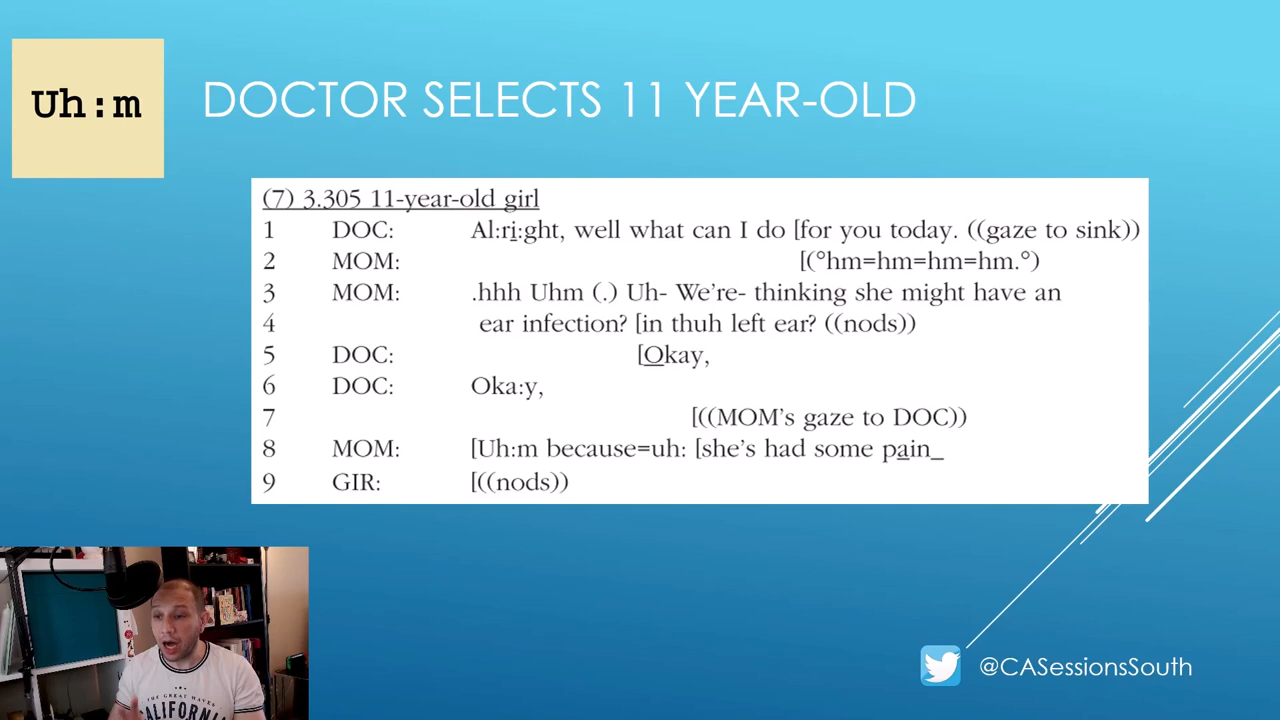 Uh:m
DOCTOR SELECTS 11 YEAR-OLD
(7) 3.305 11-year-old girl
1 DOC: Al:ri:ght, well what can I do [for you today. ((gaze to sink))
2 MOM: [(°hm=hm=hm=hm.°)
3 MOM: .hhh Uhm (.) Uh- We're- thinking she might have an
4 ear infection? [in thuh left ear? ((nods))
5 DOC: [Okay,
6 DOC: Oka:y,
7 [((MOM's gaze to DOC))
8 MOM: [Uh:m because=uh: [she's had some pain_
9 GIR: [((nods))
THE GREAT WAVES
CALIFORNIA
@CASessionsSouth